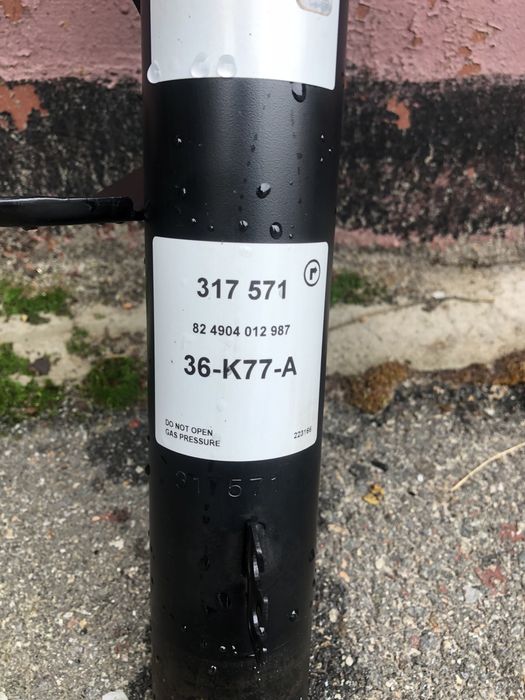 317 571
82 4904 012 987
36-K77-A
DO NOT OPEN
GAS PRESSURE
223166
317 571